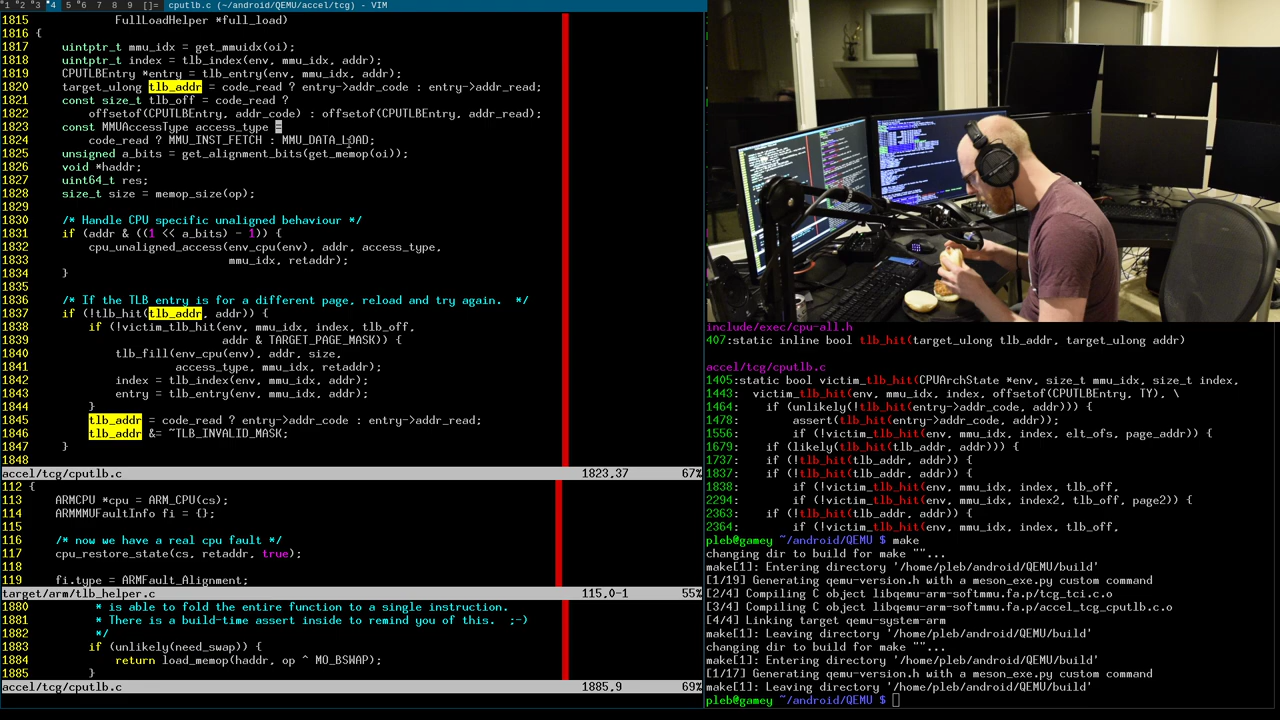 1 2 3 4 5 6 7 8 9 []= cputlb.c (~/android/QEMU/accel/tcg) - VIM
1815 FullLoadHelper *full_load)
1816 {
1817 uintptr_t mmu_idx = get_mmuidx(oi);
1818 uintptr_t index = tlb_index(env, mmu_idx, addr);
1819 CPUTLBEntry *entry = tlb_entry(env, mmu_idx, addr);
1820 target_ulong tlb_addr = code_read ? entry->addr_code : entry->addr_read;
1821 const size_t tlb_off = code_read ?
1822 offsetof(CPUTLBEntry, addr_code) : offsetof(CPUTLBEntry, addr_read);
1823 const MMUAccessType access_type =
1824 code_read ? MMU_INST_FETCH : MMU_DATA_LOAD;
1825 unsigned a_bits = get_alignment_bits(get_memop(oi));
1826 void *haddr;
1827 uint64_t res;
1828 size_t size = memop_size(op);
1829
1830 /* Handle CPU specific unaligned behaviour */
1831 if (addr & ((1 << a_bits) - 1)) {
1832 cpu_unaligned_access(env_cpu(env), addr, access_type,
1833 mmu_idx, retaddr);
1834 }
1835
1836 /* If the TLB entry is for a different page, reload and try again. */
1837 if (!tlb_hit(tlb_addr, addr)) {
1838 if (!victim_tlb_hit(env, mmu_idx, index, tlb_off,
1839 addr & TARGET_PAGE_MASK)) {
1840 tlb_fill(env_cpu(env), addr, size,
1841 access_type, mmu_idx, retaddr);
1842 index = tlb_index(env, mmu_idx, addr);
1843 entry = tlb_entry(env, mmu_idx, addr);
1844 }
1845 tlb_addr = code_read ? entry->addr_code : entry->addr_read;
1846 tlb_addr &= ~TLB_INVALID_MASK;
1847 }
1848
accel/tcg/cputlb.c 1823,37 67%
112 {
113 ARMCPU *cpu = ARM_CPU(cs);
114 ARMMMUFaultInfo fi = {};
115
116 /* now we have a real cpu fault */
117 cpu_restore_state(cs, retaddr, true);
118
119 fi.type = ARMFault_Alignment;
target/arm/tlb_helper.c 115,0-1 55%
1880 * is able to fold the entire function to a single instruction.
1881 * There is a build-time assert inside to remind you of this. ;-)
1882 */
1883 if (unlikely(need_swap)) {
1884 return load_memop(haddr, op ^ MO_BSWAP);
1885 }
accel/tcg/cputlb.c 1885,9 69%
include/exec/cpu-all.h
407:static inline bool tlb_hit(target_ulong tlb_addr, target_ulong addr)
accel/tcg/cputlb.c
1405:static bool victim_tlb_hit(CPUArchState *env, size_t mmu_idx, size_t index,
1443: victim_tlb_hit(env, mmu_idx, index, offsetof(CPUTLBEntry, TY), \
1464: if (unlikely(!tlb_hit(entry->addr_code, addr))) {
1478: assert(tlb_hit(entry->addr_code, addr));
1556: if (!victim_tlb_hit(env, mmu_idx, index, elt_ofs, page_addr)) {
1679: if (likely(tlb_hit(tlb_addr, addr))) {
1737: if (!tlb_hit(tlb_addr, addr)) {
1837: if (!tlb_hit(tlb_addr, addr)) {
1838: if (!victim_tlb_hit(env, mmu_idx, index, tlb_off,
2294: if (!victim_tlb_hit(env, mmu_idx, index2, tlb_off, page2)) {
2363: if (!tlb_hit(tlb_addr, addr)) {
2364: if (!victim_tlb_hit(env, mmu_idx, index, tlb_off,
pleb@gamey ~/android/QEMU $ make
changing dir to build for make ""...
make[1]: Entering directory '/home/pleb/android/QEMU/build'
[1/19] Generating qemu-version.h with a meson_exe.py custom command
[2/4] Compiling C object libqemu-arm-softmmu.fa.p/tcg_tci.c.o
[3/4] Compiling C object libqemu-arm-softmmu.fa.p/accel_tcg_cputlb.c.o
[4/4] Linking target qemu-system-arm
make[1]: Leaving directory '/home/pleb/android/QEMU/build'
changing dir to build for make ""...
make[1]: Entering directory '/home/pleb/android/QEMU/build'
[1/17] Generating qemu-version.h with a meson_exe.py custom command
make[1]: Leaving directory '/home/pleb/android/QEMU/build'
pleb@gamey ~/android/QEMU $